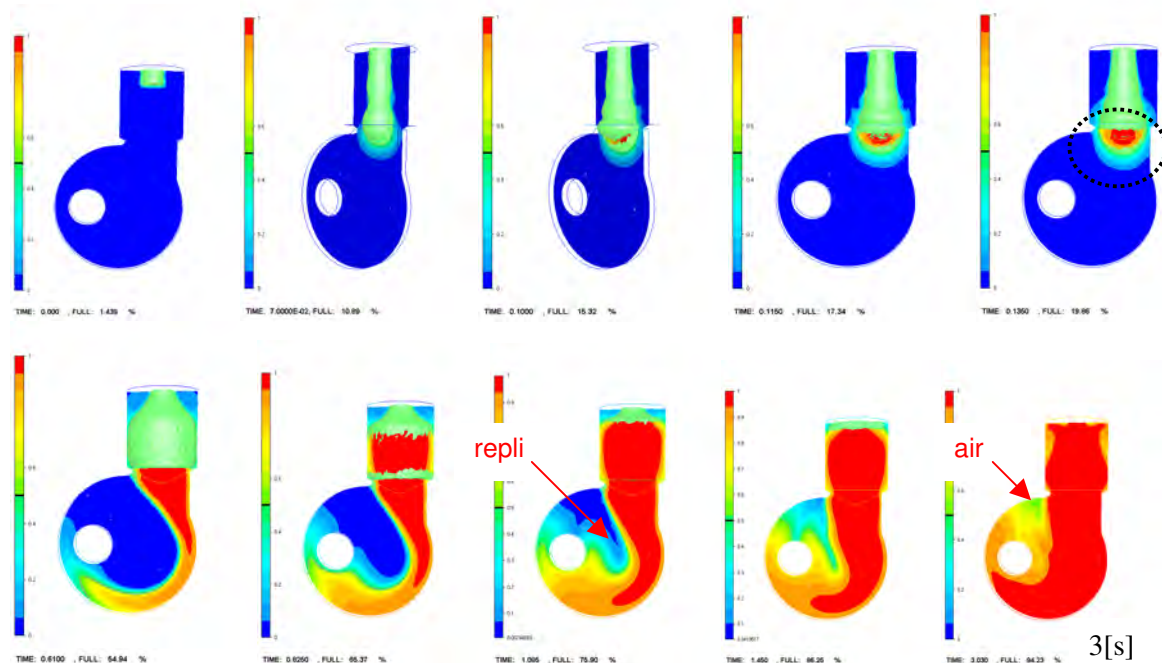 TIME: 0.000 , FULL: 1.439 %
TIME: 7.0000E-02, FULL: 10.89 %
TIME: 0.1000 , FULL: 15.32 %
TIME: 0.1150 , FULL: 17.34 %
TIME: 0.1350 , FULL: 19.86 %
repli
air
3[s]
TIME: 0.6100 , FULL: 54.94 %
TIME: 0.8250 , FULL: 65.37 %
TIME: 1.095 , FULL: 75.90 %
TIME: 1.450 , FULL: 86.25 %
TIME: 3.030 , FULL: 94.23 %